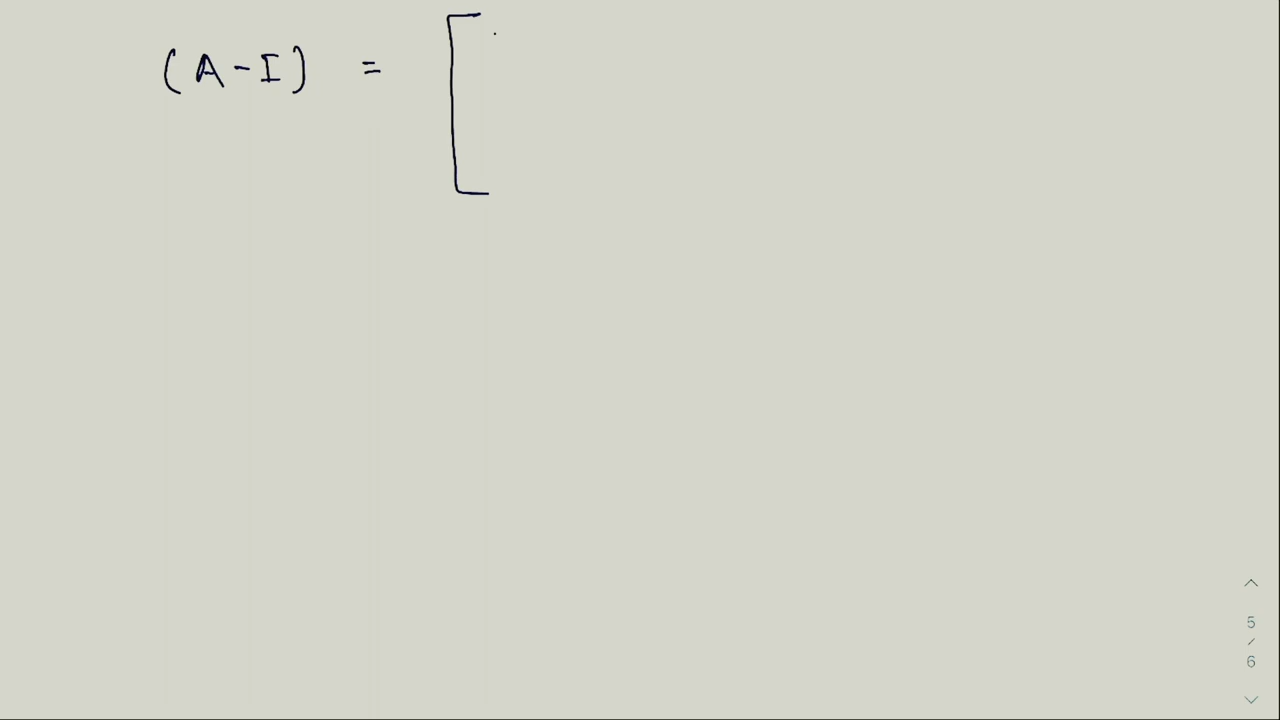 (A-I) = [
5
/
6